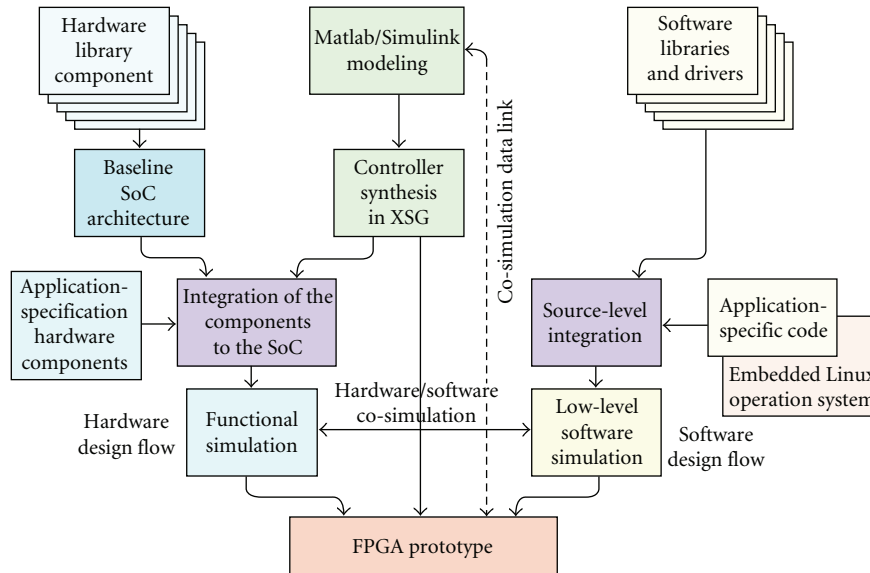 Hardware
library
component
Matlab/Simulink
modeling
Software
libraries
and drivers
Baseline
SoC
architecture
Controller
synthesis
in XSG
Co-simulation data link
Application-
specification
hardware
components
Integration of the
components
to the SoC
Source-level
integration
Application-
specific code
Embedded Linux
operation system
Hardware
design flow
Functional
simulation
Hardware/software
co-simulation
Low-level
software
simulation
Software
design flow
FPGA prototype